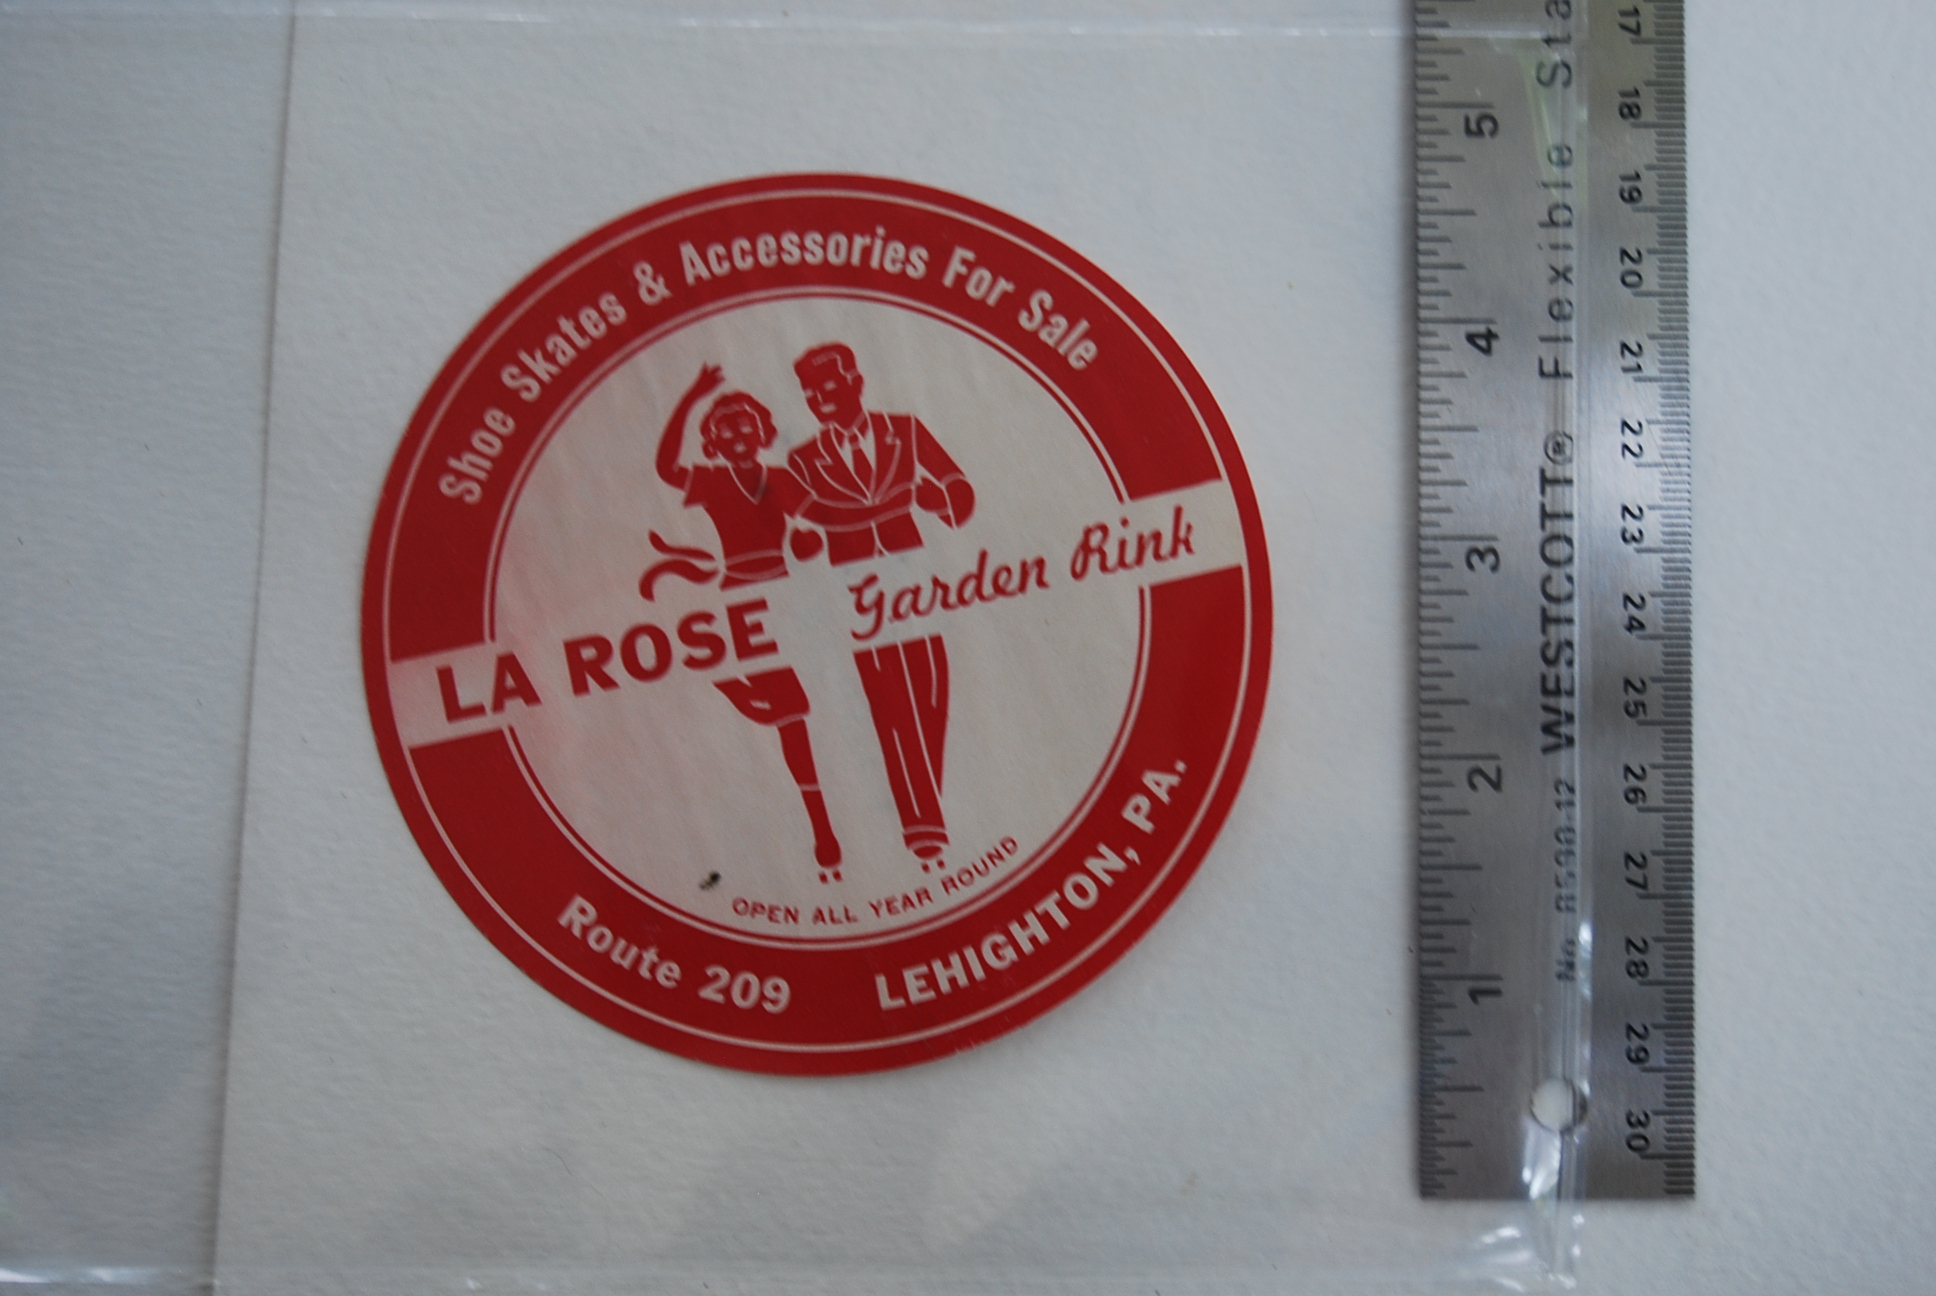 Shoe Skates & Accessories For Sale
LA ROSE Garden Rink
OPEN ALL YEAR ROUND
Route 209 LEHIGHTON, PA.
1 2 3 4 5
WESTCOTT® Flexible
17 18 19 20 21 22 23 24 25 26 27 28 29 30